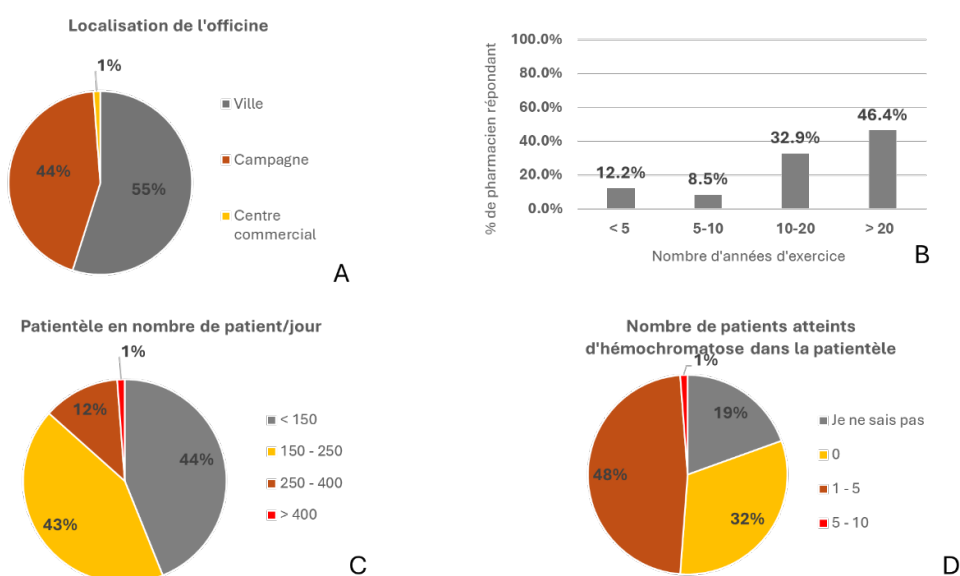 Localisation de l'officine
1%
44%
55%
Ville
Campagne
Centre
commercial
A
% de pharmacien répondant
100.0%
80.0%
60.0%
40.0%
20.0%
0.0%
12.2%
8.5%
32.9%
46.4%
< 5
5-10
10-20
> 20
Nombre d'années d'exercice
B
Patientèle en nombre de patient/jour
1%
12%
44%
43%
< 150
150 - 250
250 - 400
> 400
C
Nombre de patients atteints
d'hémochromatose dans la patientèle
1%
19%
48%
32%
Je ne sais pas
0
1 - 5
5 - 10
D